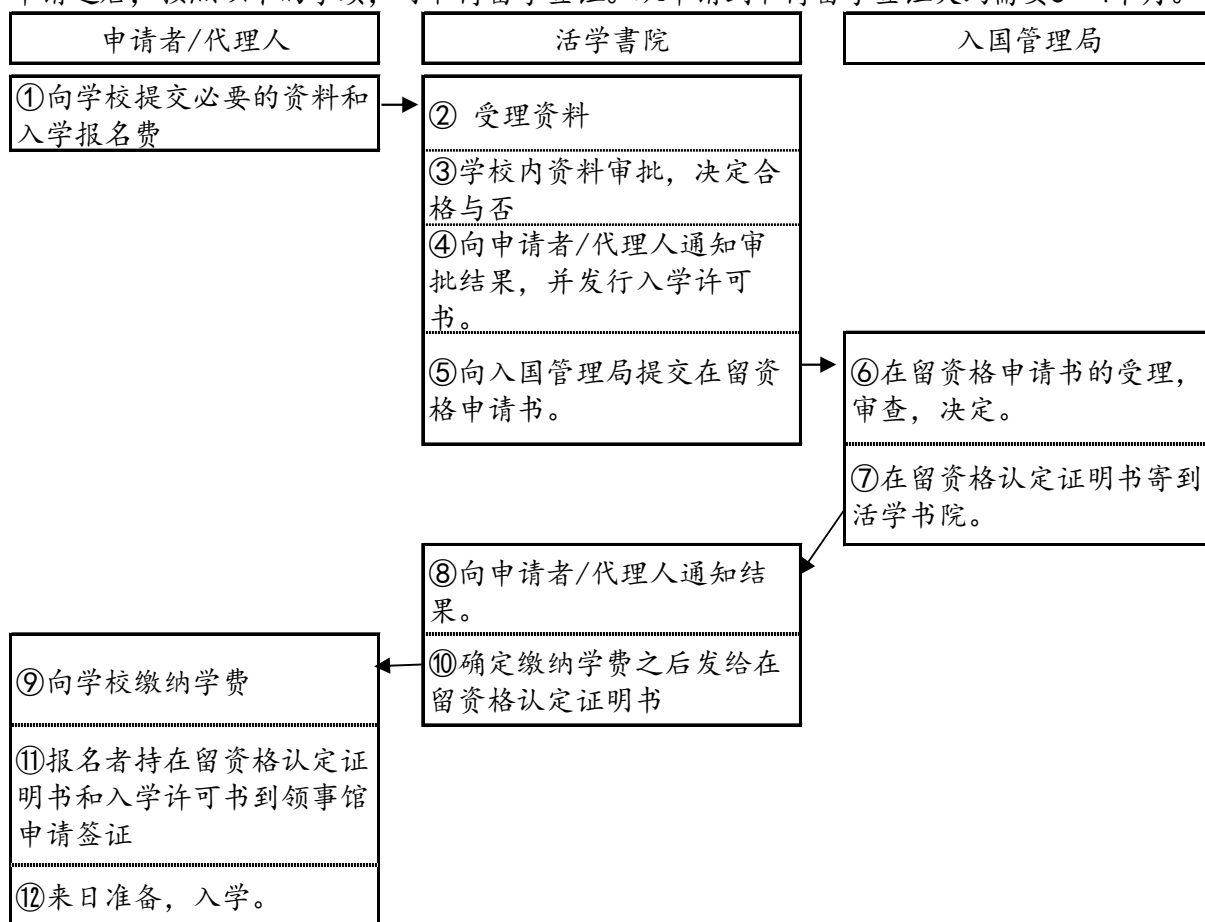 申请者/代理人
活学書院
入国管理局
①向学校提交必要的资料和
入学报名费
② 受理资料
③学校内资料审批，决定合
格与否
④向申请者/代理人通知审
批结果，并发行入学许可
书。
⑤向入国管理局提交在留资
格申请书。
⑥在留资格申请书的受理，
审查，决定。
⑦在留资格认定证明书寄到
活学书院。
⑧向申请者/代理人通知结
果。
⑩确定缴纳学费之后发给在
留资格认定证明书
⑨向学校缴纳学费
⑪报名者持在留资格认定证
明书和入学许可书到领事馆
申请签证
⑫来日准备，入学。